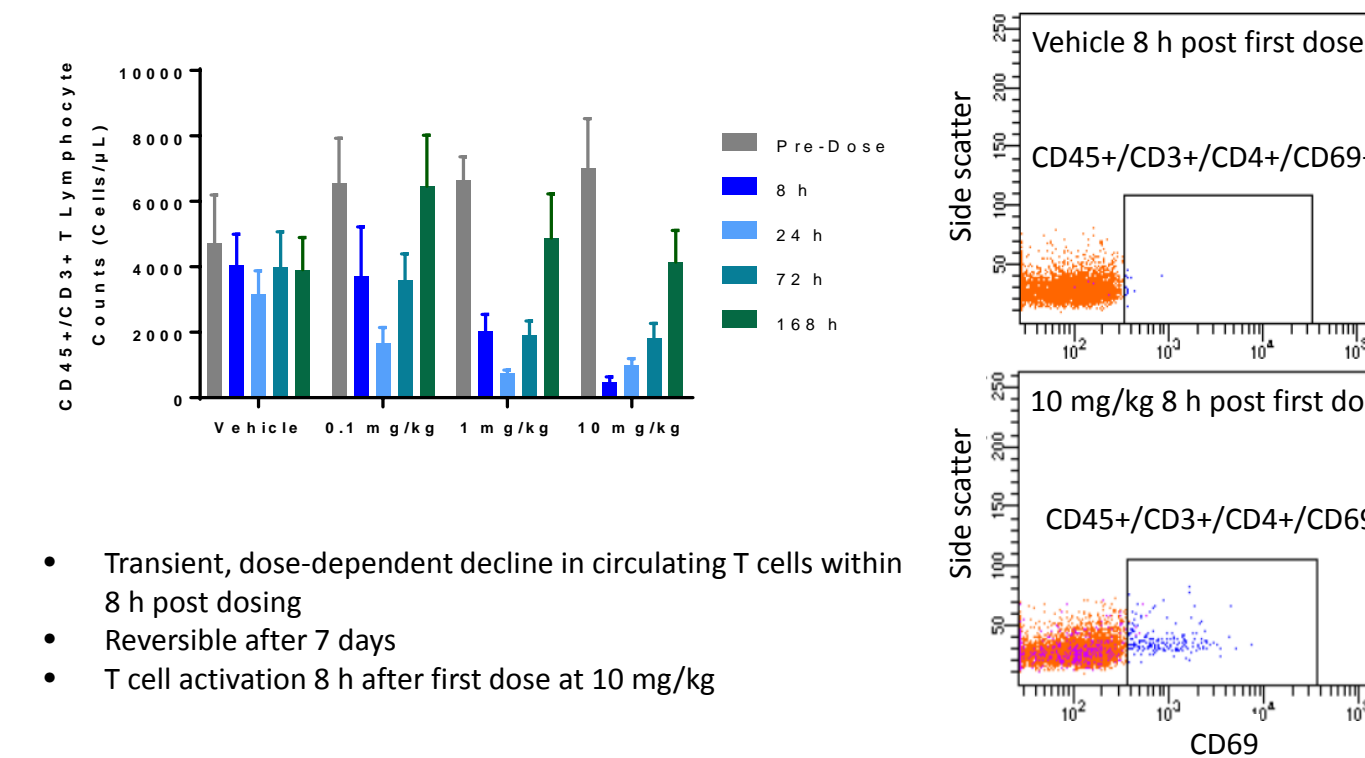 CD45+/CD3+ T Lymphocyte
Counts (Cells/µL)
10000
8000
6000
4000
2000
0
Vehicle 0.1 mg/kg 1 mg/kg 10 mg/kg
Pre-Dose
8 h
24 h
72 h
168 h
• Transient, dose-dependent decline in circulating T cells within
8 h post dosing
• Reversible after 7 days
• T cell activation 8 h after first dose at 10 mg/kg
Vehicle 8 h post first dose
CD45+/CD3+/CD4+/CD69+
Side scatter
250
200
150
100
50
10² 10³ 10⁴ 10⁵
10 mg/kg 8 h post first do
CD45+/CD3+/CD4+/CD69
Side scatter
250
200
150
100
50
10² 10³ 10⁴ 10⁵
CD69